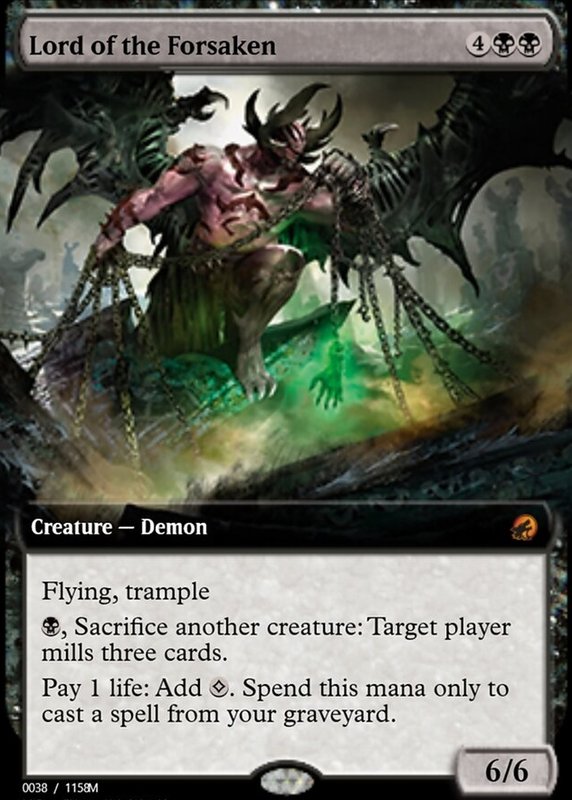 Lord of the Forsaken 4
Creature — Demon
Flying, trample
, Sacrifice another creature: Target player
mills three cards.
Pay 1 life: Add . Spend this mana only to
cast a spell from your graveyard.
6/6
0038 / 1158M